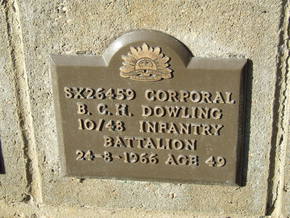 SX26459 CORPORAL
B. G. H. DOWLING
10/48 INFANTRY
BATTALION
24-8-1966 AGE 49